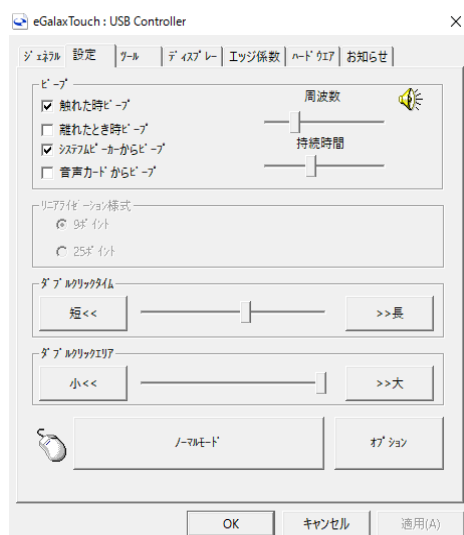 eGalaxTouch : USB Controller
ｼﾞｪﾈﾗﾙ 設定 ﾂｰﾙ ﾃﾞｨｽﾌﾟﾚｰ エッジ係数 ﾊｰﾄﾞｳｴｱ お知らせ
ﾋﾞｰﾌﾟ
触れた時ﾋﾞｰﾌﾟ
離れたとき時ﾋﾞｰﾌﾟ
ｼｽﾃﾌﾑﾋﾟｰｶｰからﾋﾞｰﾌﾟ
音声ｶｰﾄﾞからﾋﾞｰﾌﾟ
周波数
持続時間
ﾘﾆｱﾗｲｾﾞｰｼｮﾝ様式
9ﾎﾟｲﾝﾄ
25ﾎﾟｲﾝﾄ
ﾀﾞﾌﾞﾙｸﾘｯｸﾀｲﾑ
短<< >>長
ﾀﾞﾌﾞﾙｸﾘｯｸｴﾘｱ
小<< >>大
ﾉｰﾏﾙﾓｰﾄﾞ ｵﾌﾟｼｮﾝ
OK キャンセル 適用(A)